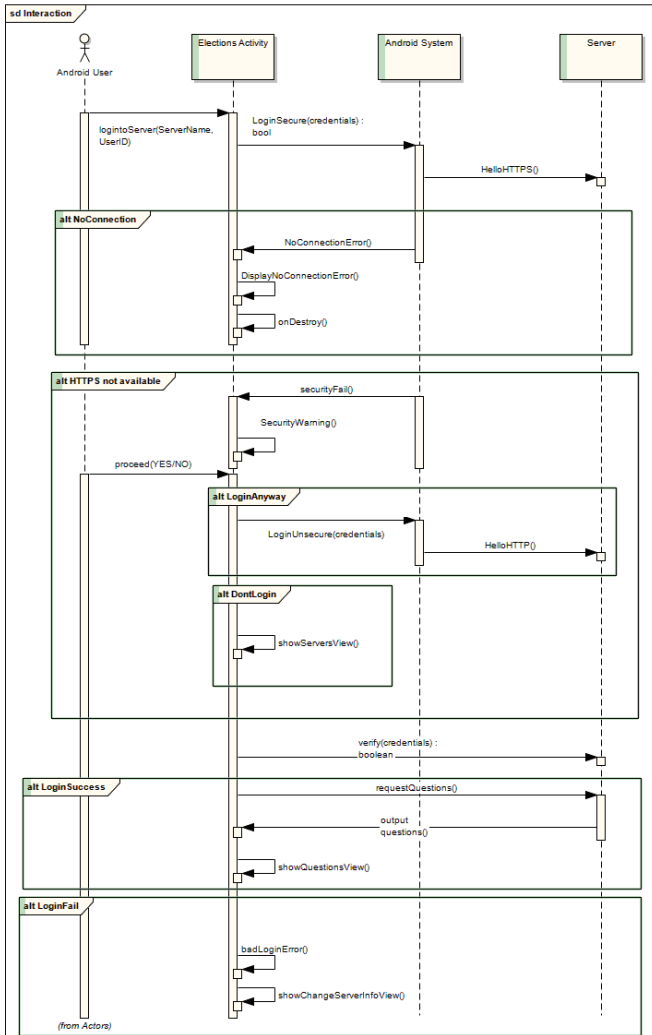 sd Interaction
Android User
Elections Activity
Android System
Server
logintoServer(ServerName,
UserID)
LoginSecure(credentials) :
bool
HelloHTTPS()
alt NoConnection
NoConnectionError()
DisplayNoConnectionError()
onDestroy()
alt HTTPS not available
securityFail()
SecurityWarning()
proceed(YES/NO)
alt LoginAnyway
LoginUnsecure(credentials)
HelloHTTP()
alt DontLogin
showServersView()
verify(credentials) :
boolean
alt LoginSuccess
requestQuestions()
output
questions()
showQuestionsView()
alt LoginFail
badLoginError()
showChangeServerInfoView()
(from Actors)